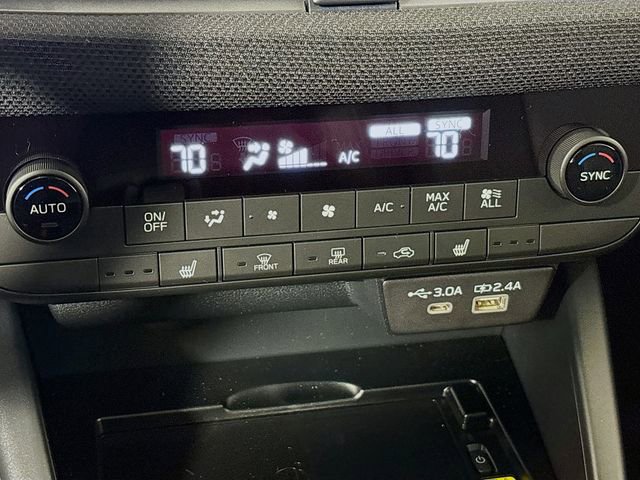 SYNC
70
A/C
ALL
SYNC
70
AUTO
SYNC
ON/
OFF
A/C
MAX
A/C
ALL
FRONT
REAR
3.0A
2.4A